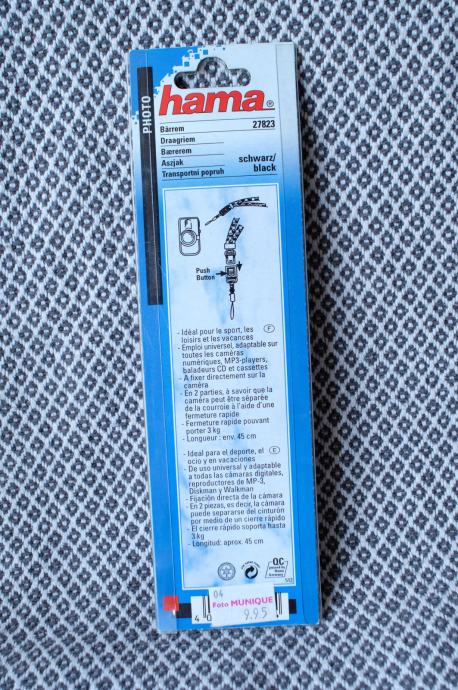 PHOTO
hama®
Bärrem 27823
Draagriem
Bærerem
Aszjak schwarz/
Transportni popruh black
Push
Button
- Idéal pour le sport, les F
loisirs et les vacances
- Emploi universel, adaptable sur
toutes les caméras
numériques, MP3-players,
baladeurs CD et cassettes
- A fixer directement sur la
caméra
- En 2 parties, à savoir que la
caméra peut être séparée
de la courroie à l'aide d'une
fermeture rapide
- Fermeture rapide pouvant
porter 3 kg
- Longueur : env. 45 cm
- Ideal para el deporte, el E
ocio y en vacaciones
- De uso universal y adaptable
a todas las cámaras digitales,
reproductores de MP-3,
Diskman y Walkman
- Fijación directa de la cámara
- En 2 piezas, es decir, la cámara
puede separarse del cinturón
por medio de un cierre rápido
- El cierre rápido soporta hasta
3 kg
- Longitud: aprox. 45 cm
Q.C.
04
Foto MUNIQUE
9.95
4 0